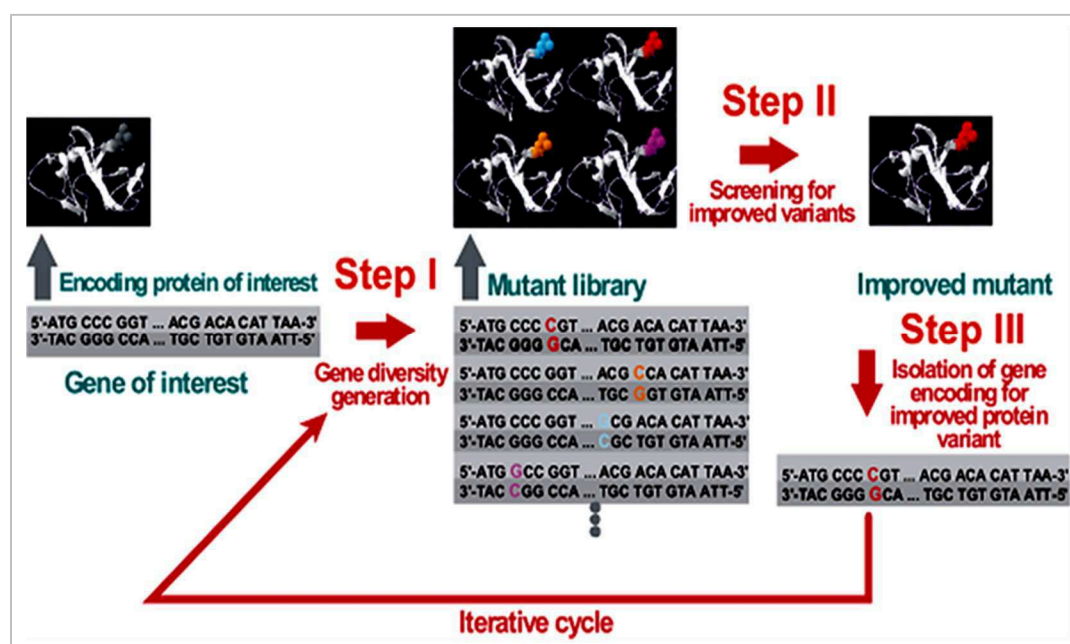 Step II
Screening for
improved variants
Encoding protein of interest
5'-ATG CCC GGT ... ACG ACA CAT TAA-3'
3'-TAC GGG CCA ... TGC TGT GTA ATT-5'
Gene of interest
Step I
Gene diversity
generation
Mutant library
5'-ATG CCC CGT ... ACG ACA CAT TAA-3'
3'-TAC GGG GCA ... TGC TGT GTA ATT-5'
5'-ATG CCC GGT ... ACG CCA CAT TAA-3'
3'-TAC GGG CCA ... TGC GGT GTA ATT-5'
5'-ATG CCC GGT ... GCG ACA CAT TAA-3'
3'-TAC GGG CCA ... CGC TGT GTA ATT-5'
5'-ATG GCC GGT ... ACG ACA CAT TAA-3'
3'-TAC CGG CCA ... TGC TGT GTA ATT-5'
Improved mutant
Step III
Isolation of gene
encoding for
improved protein
variant
5'-ATG CCC CGT ... ACG ACA CAT TAA-3'
3'-TAC GGG GCA ... TGC TGT GTA ATT-5'
Iterative cycle